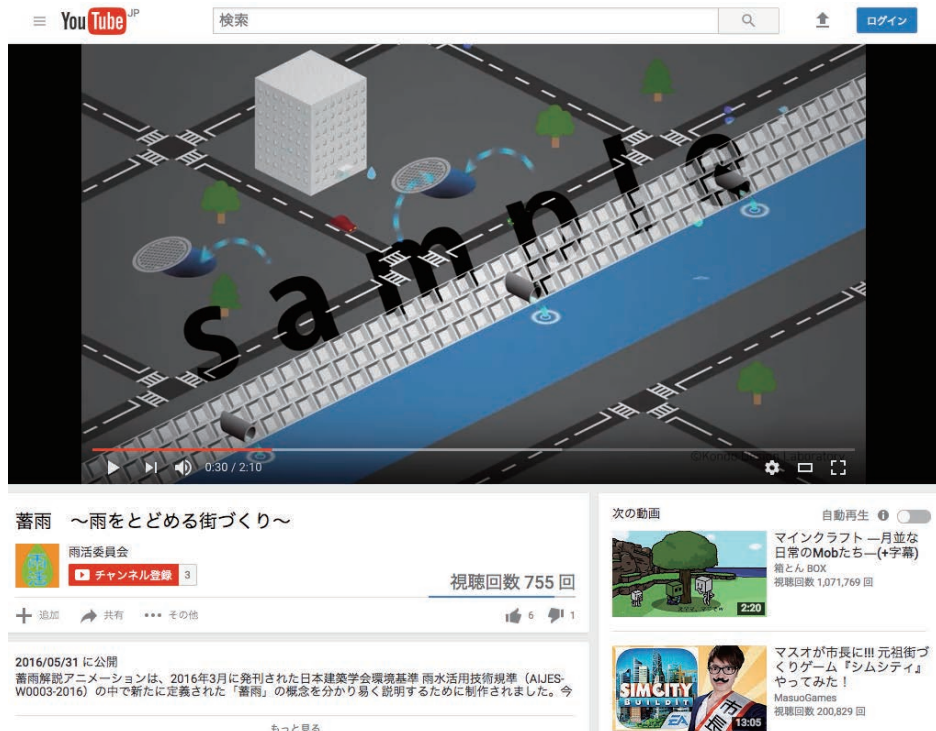 YouTube JP
検索
ログイン
sample
0:30 / 2:10
蓄雨 ～雨をとどめる街づくり～
雨活委員会
チャンネル登録 3
視聴回数 755 回
追加 共有 その他
6 1
2016/05/31 に公開
蓄雨解説アニメーションは、2016年3月に発刊された日本建築学会環境基準 雨水活用技術規準（AIJES-
W0003-2016）の中で新たに定義された「蓄雨」の概念を分かり易く説明するために制作されました。今
もっと見る
次の動画
自動再生
マインクラフト ―月並な
日常のMobたち―(+字幕)
箱とん BOX
視聴回数 1,071,769 回
2:20
マスオが市長に!!! 元祖街づ
くりゲーム『シムシティ』
やってみた！
MasuoGames
視聴回数 200,829 回
SIMCITY
BUILDIT
EA
市長
13:05